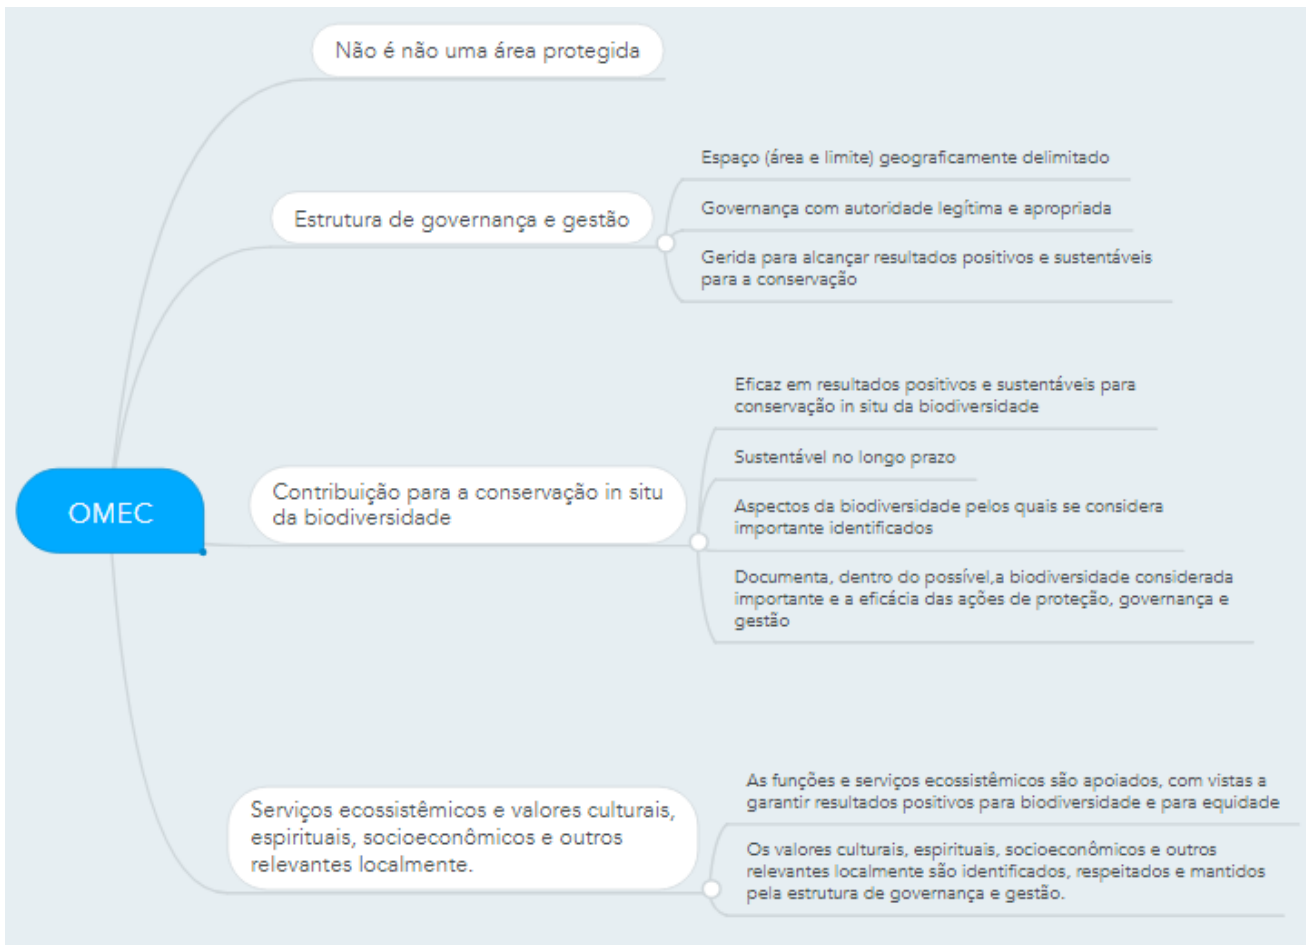 Não é não uma área protegida
Espaço (área e limite) geograficamente delimitado
Estrutura de governança e gestão
Governança com autoridade legítima e apropriada
Gerida para alcançar resultados positivos e sustentáveis
para a conservação
OMEC
Contribuição para a conservação in situ
da biodiversidade
Eficaz em resultados positivos e sustentáveis para
conservação in situ da biodiversidade
Sustentável no longo prazo
Aspectos da biodiversidade pelos quais se considera
importante identificados
Documenta, dentro do possível,a biodiversidade considerada
importante e a eficácia das ações de proteção, governança e
gestão
Serviços ecossistêmicos e valores culturais,
espirituais, socioeconômicos e outros
relevantes localmente.
As funções e serviços ecossistêmicos são apoiados, com vistas a
garantir resultados positivos para biodiversidade e para equidade
Os valores culturais, espirituais, socioeconômicos e outros
relevantes localmente são identificados, respeitados e mantidos
pela estrutura de governança e gestão.